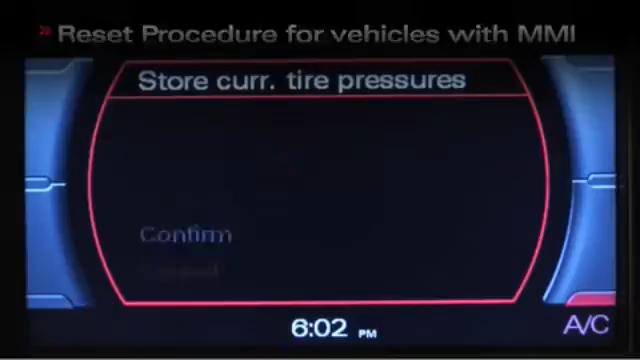 » Reset Procedure for vehicles with MMI
Store curr. tire pressures
Confirm
6:02 PM
A/C